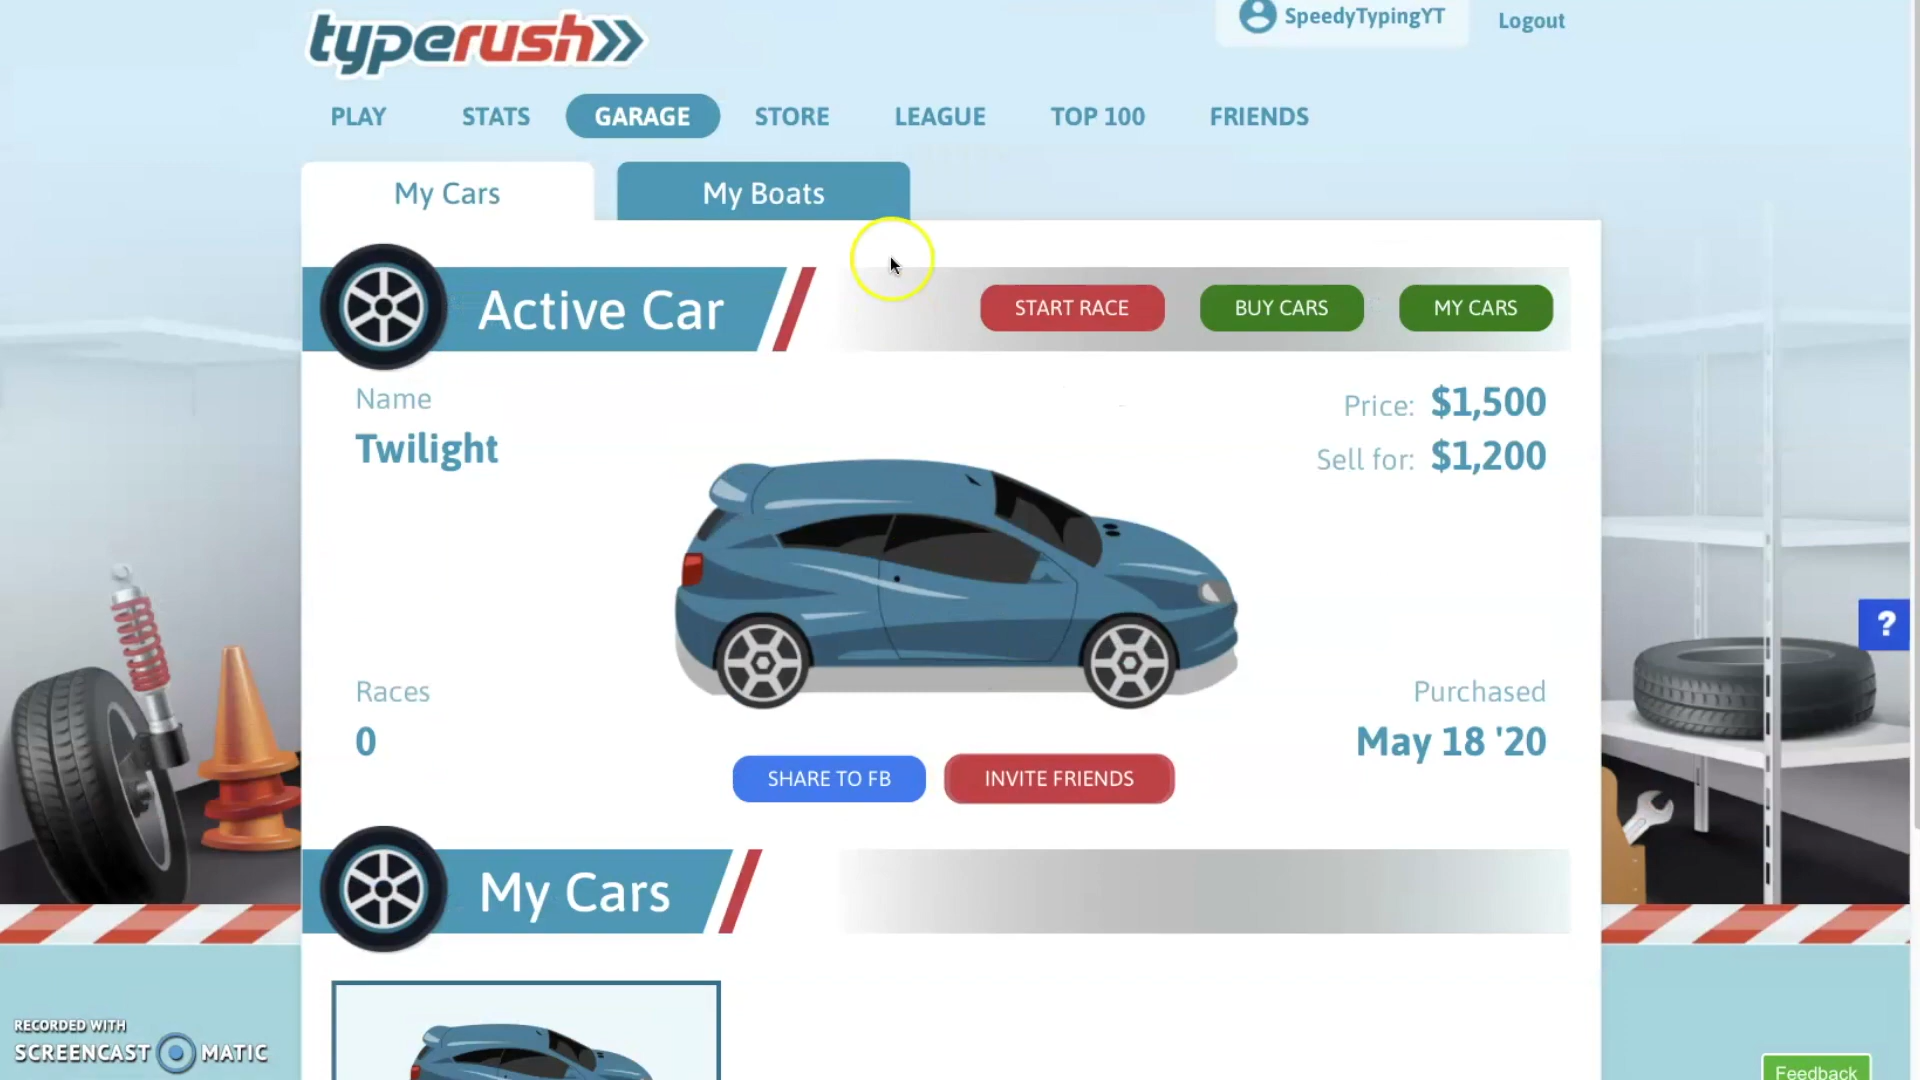 typerush
SpeedyTypingYT
Logout
PLAY
STATS
GARAGE
STORE
LEAGUE
TOP 100
FRIENDS
My Cars
My Boats
Active Car
START RACE
BUY CARS
MY CARS
Name
Twilight
Price: $1,500
Sell for: $1,200
?
Races
0
Purchased
May 18 '20
SHARE TO FB
INVITE FRIENDS
My Cars
RECORDED WITH
SCREENCAST MATIC
Feedback